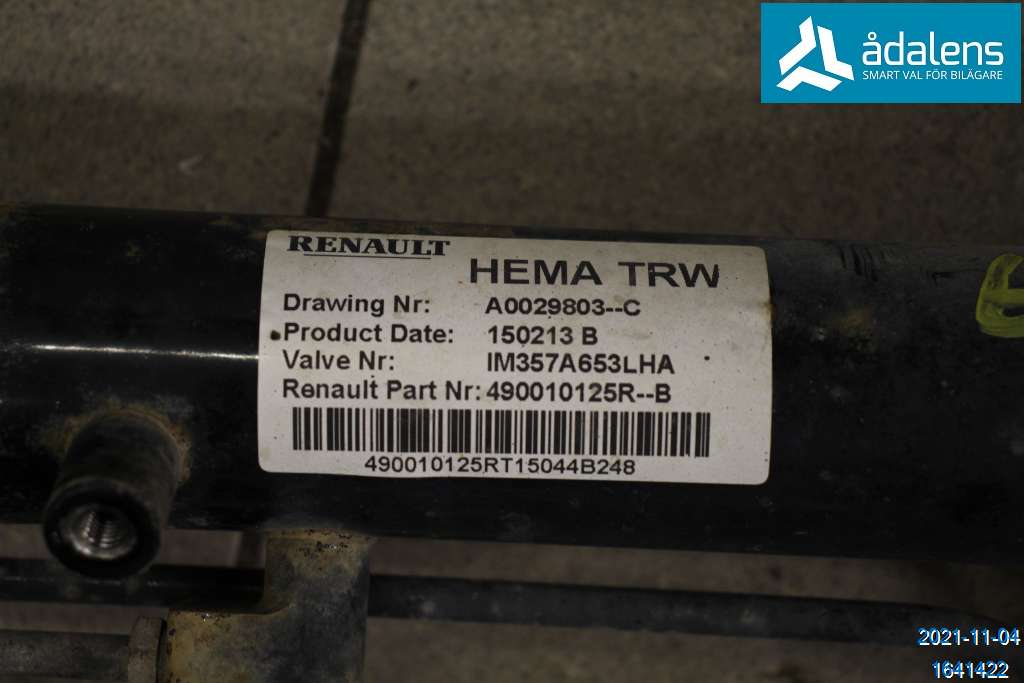 ådalens
SMART VAL FÖR BILÄGARE
RENAULT
HEMA TRW
Drawing Nr: A0029803--C
Product Date: 150213 B
Valve Nr: IM357A653LHA
Renault Part Nr: 490010125R--B
490010125RT15044B248
2021-11-04
1641422